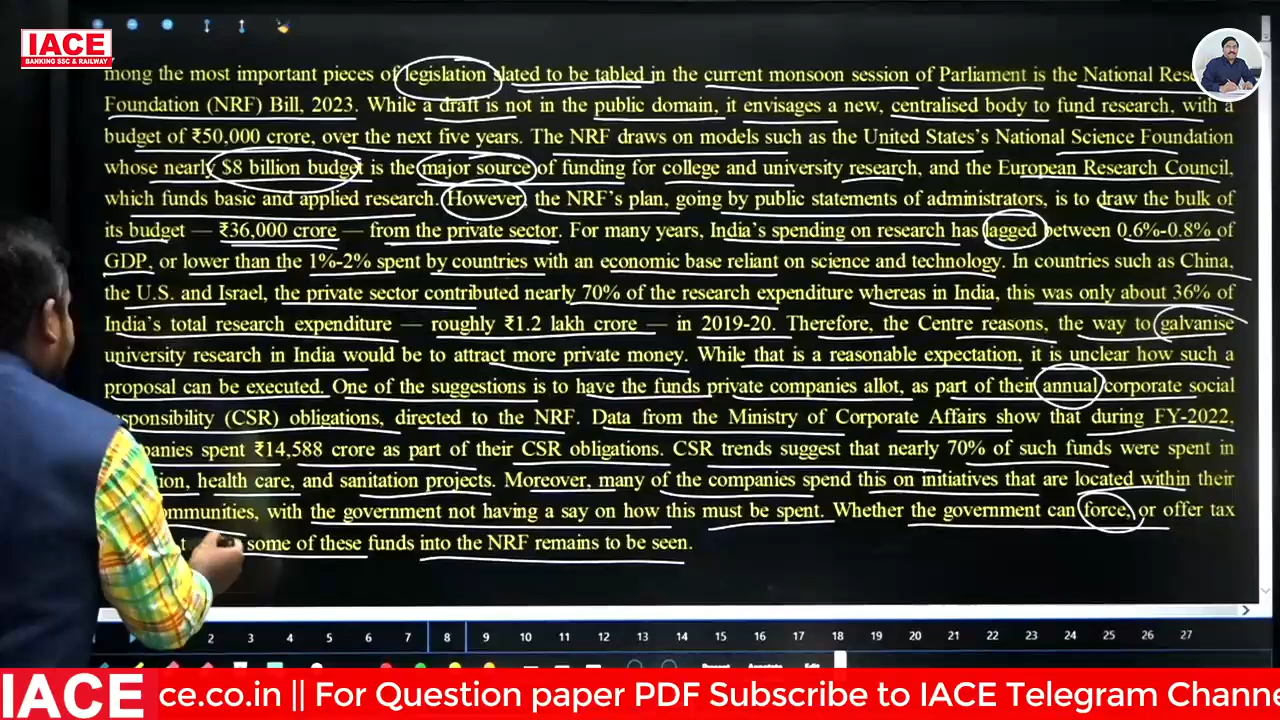 IACE
BANKING SSC & RAILWAY
mong the most important pieces of legislation slated to be tabled in the current monsoon session of Parliament is the National
Foundation (NRF) Bill, 2023. While a draft is not in the public domain, it envisages a new, centralised body to fund research, with a
budget of ₹50,000 crore, over the next five years. The NRF draws on models such as the United States's National Science Foundation
whose nearly $8 billion budget is the major source of funding for college and university research, and the European Research Council,
which funds basic and applied research. However, the NRF's plan, going by public statements of administrators, is to draw the bulk of
its budget — ₹36,000 crore — from the private sector. For many years, India's spending on research has lagged between 0.6%-0.8% of
GDP, or lower than the 1%-2% spent by countries with an economic base reliant on science and technology. In countries such as China,
the U.S. and Israel, the private sector contributed nearly 70% of the research expenditure whereas in India, this was only about 36% of
India's total research expenditure — roughly ₹1.2 lakh crore — in 2019-20. Therefore, the Centre reasons, the way to galvanise
university research in India would be to attract more private money. While that is a reasonable expectation, it is unclear how such a
proposal can be executed. One of the suggestions is to have the funds private companies allot, as part of their annual corporate social
sponsibility (CSR) obligations, directed to the NRF. Data from the Ministry of Corporate Affairs show that during FY-2022,
panies spent ₹14,588 crore as part of their CSR obligations. CSR trends suggest that nearly 70% of such funds were spent in
tion, health care, and sanitation projects. Moreover, many of the companies spend this on initiatives that are located within their
mmunities, with the government not having a say on how this must be spent. Whether the government can force, or offer tax
some of these funds into the NRF remains to be seen.
2 3 4 5 6 7 8 9 10 11 12 13 14 15 16 17 18 19 20 21 22 23 24 25 26 27
IACE
ce.co.in || For Question paper PDF Subscribe to IACE Telegram Channe